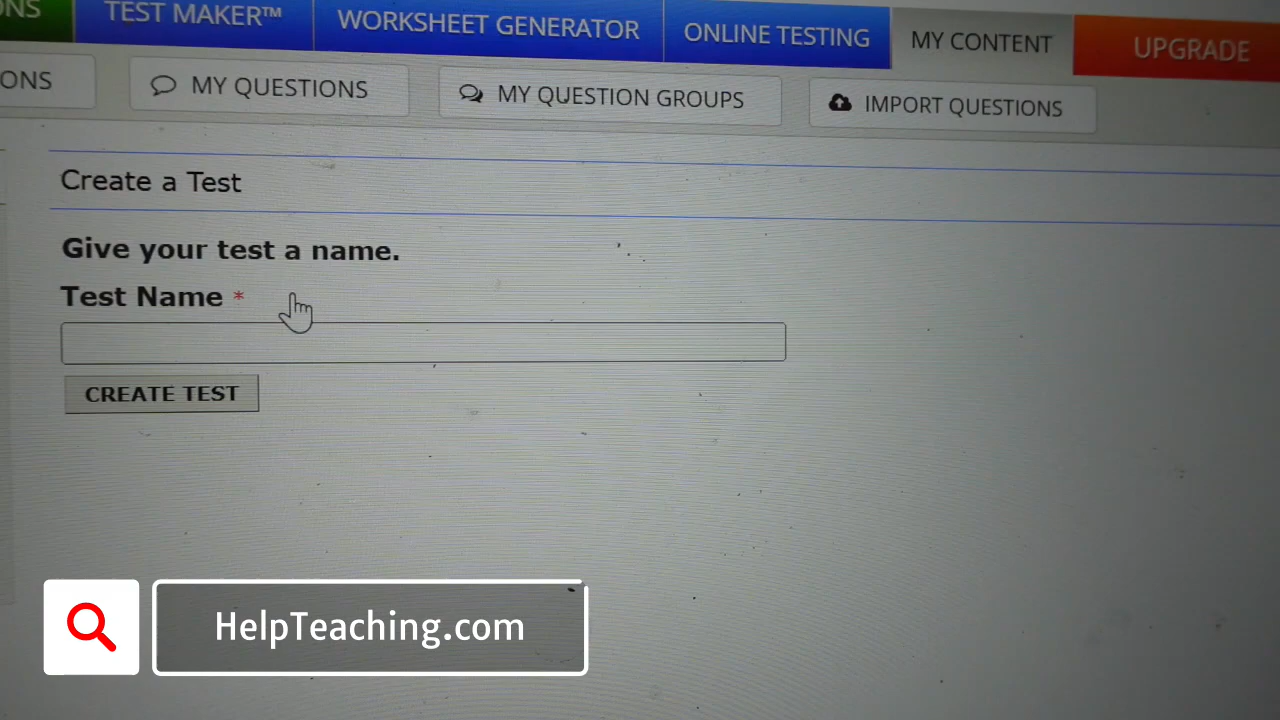 TEST MAKER™ WORKSHEET GENERATOR ONLINE TESTING MY CONTENT UPGRADE
MY QUESTIONS MY QUESTION GROUPS IMPORT QUESTIONS
Create a Test
Give your test a name.
Test Name *
CREATE TEST
HelpTeaching.com